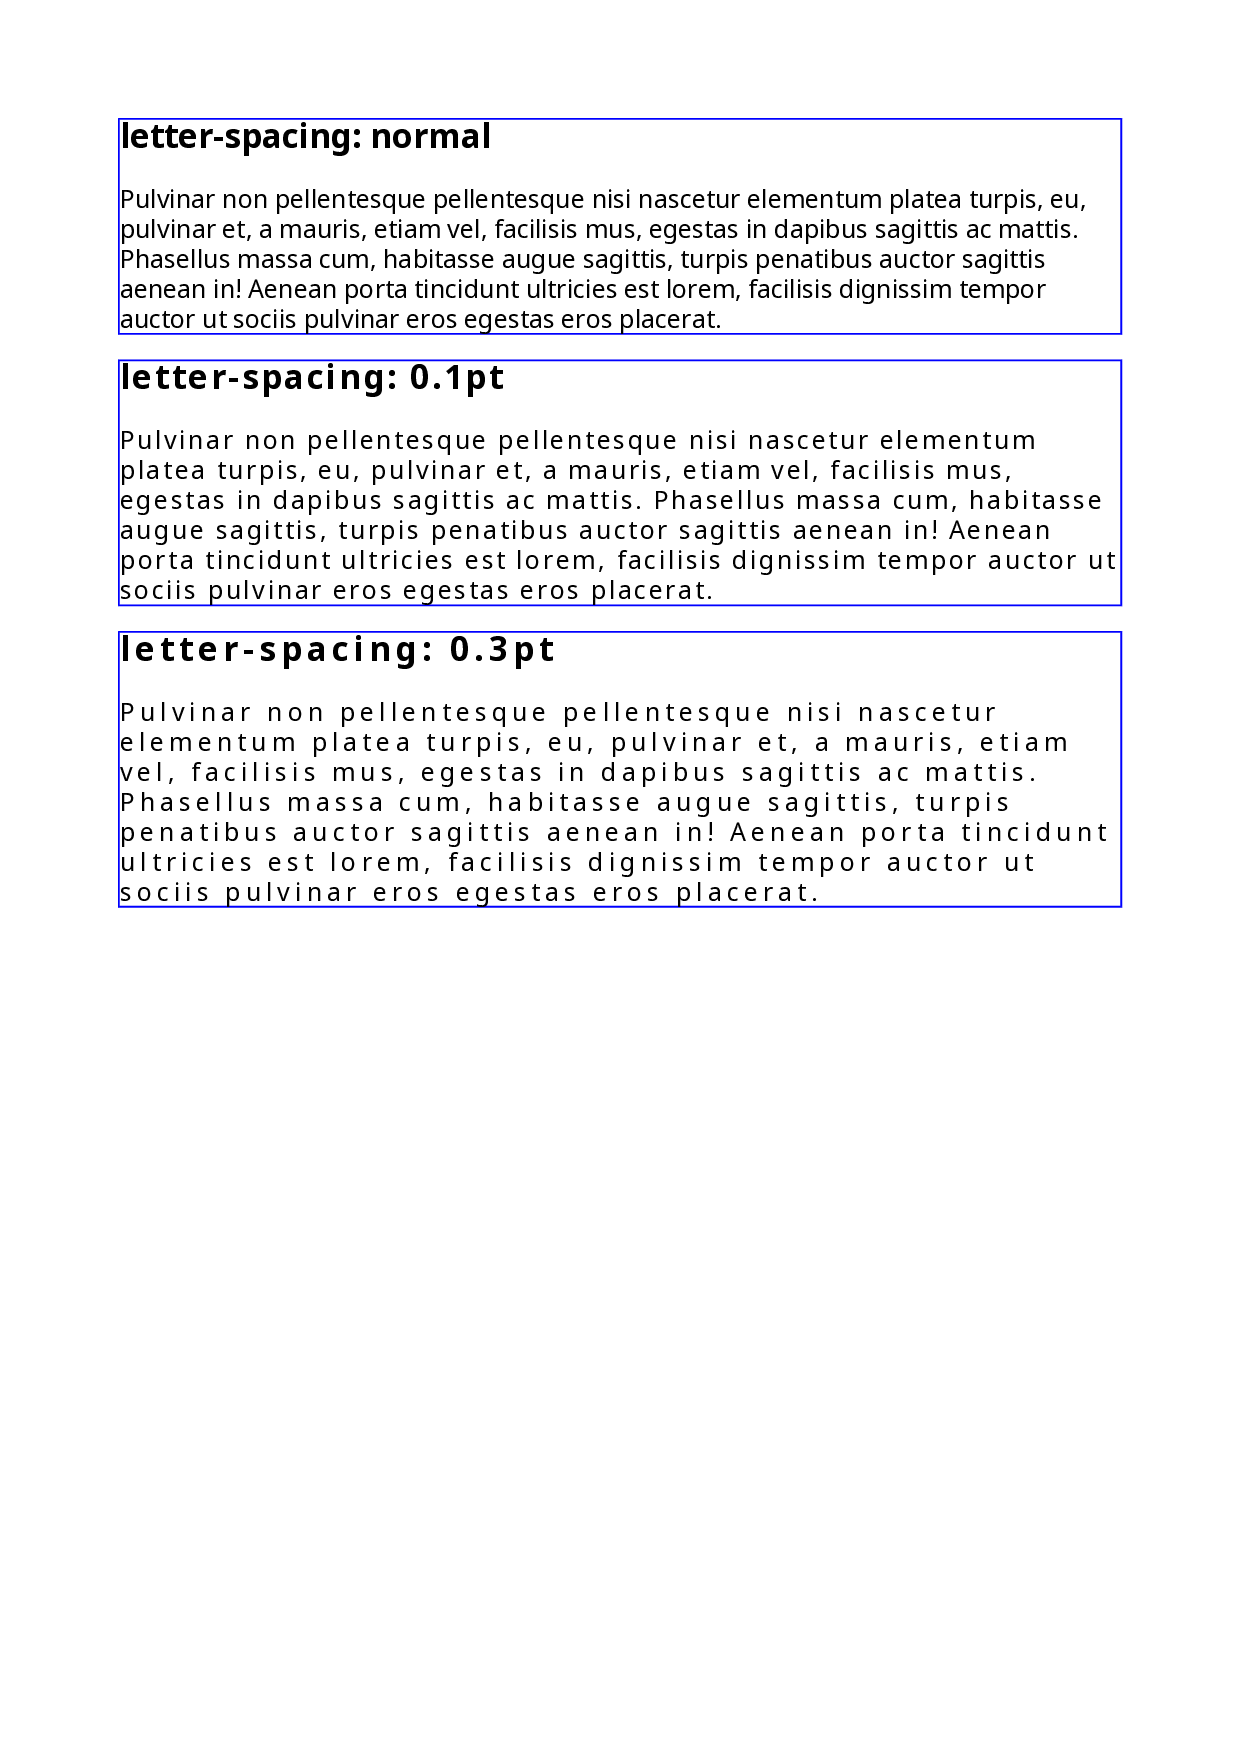 letter-spacing: normal
Pulvinar non pellentesque pellentesque nisi nascetur elementum platea turpis, eu,
pulvinar et, a mauris, etiam vel, facilisis mus, egestas in dapibus sagittis ac mattis.
Phasellus massa cum, habitasse augue sagittis, turpis penatibus auctor sagittis
aenean in! Aenean porta tincidunt ultricies est lorem, facilisis dignissim tempor
auctor ut sociis pulvinar eros egestas eros placerat.
letter-spacing: 0.1pt
Pulvinar non pellentesque pellentesque nisi nascetur elementum
platea turpis, eu, pulvinar et, a mauris, etiam vel, facilisis mus,
egestas in dapibus sagittis ac mattis. Phasellus massa cum, habitasse
augue sagittis, turpis penatibus auctor sagittis aenean in! Aenean
porta tincidunt ultricies est lorem, facilisis dignissim tempor auctor ut
sociis pulvinar eros egestas eros placerat.
letter-spacing: 0.3pt
Pulvinar non pellentesque pellentesque nisi nascetur
elementum platea turpis, eu, pulvinar et, a mauris, etiam
vel, facilisis mus, egestas in dapibus sagittis ac mattis.
Phasellus massa cum, habitasse augue sagittis, turpis
penatibus auctor sagittis aenean in! Aenean porta tincidunt
ultricies est lorem, facilisis dignissim tempor auctor ut
sociis pulvinar eros egestas eros placerat.